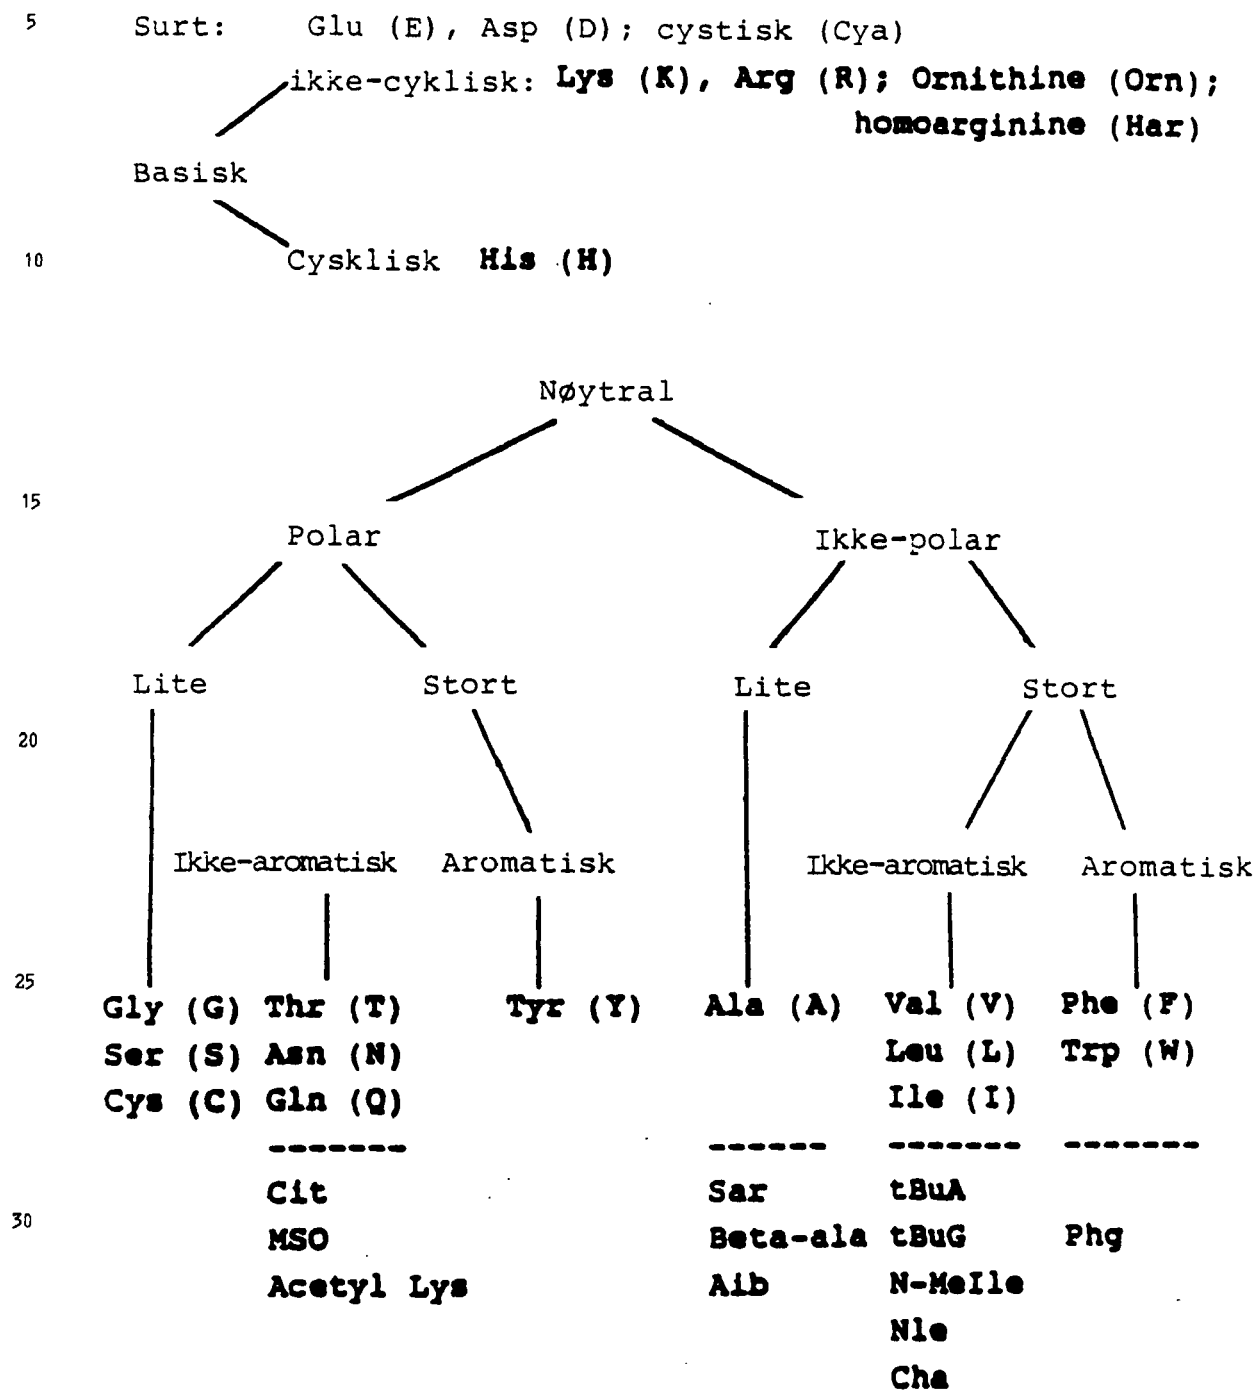 5 Surt: Glu (E), Asp (D); cystisk (Cya)
ikke-cyklisk: Lys (K), Arg (R); Ornithine (Orn);
homoarginine (Har)
Basisk
10 Cysklisk His (H)
Nøytral
15
Polar Ikke-polar
Lite Stort Lite Stort
20
Ikke-aromatisk Aromatisk Ikke-aromatisk Aromatisk
25
Gly (G) Thr (T) Tyr (Y) Ala (A) Val (V) Phe (F)
Ser (S) Asn (N) Leu (L) Trp (W)
Cys (C) Gln (Q) Ile (I)
------- ------ ------- -------
Cit Sar tBuA
30 MSO Beta-ala tBuG Phg
Acetyl Lys Aib N-MeIle
Nle
Cha